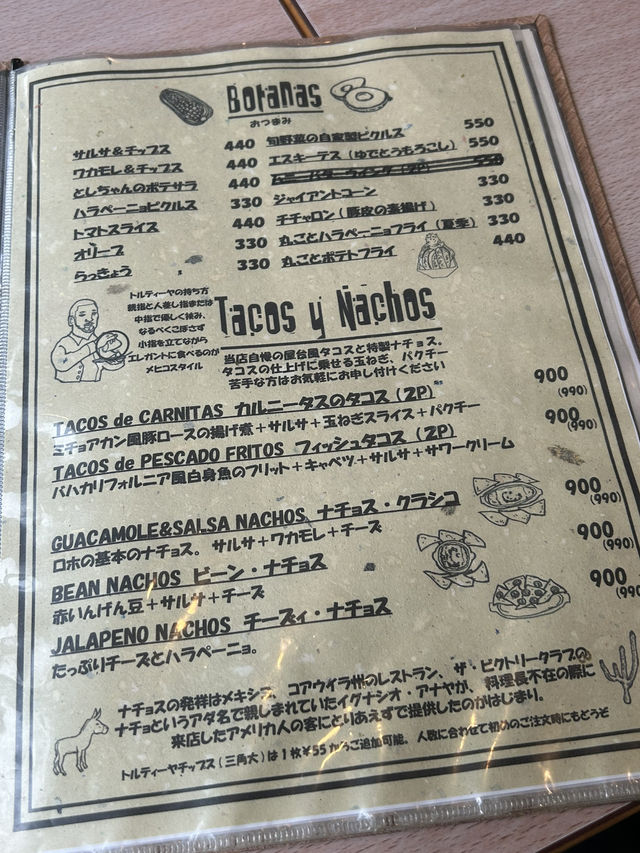 Botanas
おつまみ
サルサ&チップス 440
ワカモレ&チップス 440
としちゃんのポテサラ 440
ハラペーニョピクルス 330
トマトスライス 440
オリーブ 330
らっきょう 330
旬野菜の自家製ピクルス 550
エスキーテス（ゆでとうもろこし） 550
550
ジャイアントコーン 330
チチャロン（豚皮の素揚げ） 330
丸ごとハラペーニョフライ（夏季） 330
丸ごとポテトフライ 440
トルティーヤの持ち方
親指と人差し指または
中指で優しく挟み、
なるべくこぼさず
小指を立てながら
エレガントに食べるのが
メヒコスタイル
Tacos y Nachos
当店自慢の屋台風タコスと特製ナチョス。
タコスの仕上げに乗せる玉ねぎ、パクチー
苦手な方はお気軽にお申し付けください
TACOS de CARNITAS カルニータスのタコス（2P） 900
(990)
ミチョアカン風豚ロースの揚げ煮＋サルサ＋玉ねぎスライス＋パクチー
TACOS de PESCADO FRITOS フィッシュタコス（2P） 900
(990)
バハカリフォルニア風白身魚のフリット＋キャベツ＋サルサ＋サワークリーム
GUACAMOLE&SALSA NACHOS ナチョス・クラシコ 900
(990)
ロホの基本のナチョス。サルサ＋ワカモレ＋チーズ
BEAN NACHOS ビーン・ナチョス 900
(990)
赤いんげん豆＋サルサ＋チーズ
JALAPENO NACHOS チーズィ・ナチョス 900
(990
たっぷりチーズとハラペーニョ。
ナチョスの発祥はメキシコ、コアウイラ州のレストラン、ザ・ビクトリークラブの
ナチョというアダ名で親しまれていたイグナシオ・アナヤが、料理長不在の際に
来店したアメリカ人の客にとりあえずで提供したのがはじまり。
トルティーヤチップス（三角大）は1枚¥55からご追加可能。人数に合わせて初めのご注文時にもどうぞ